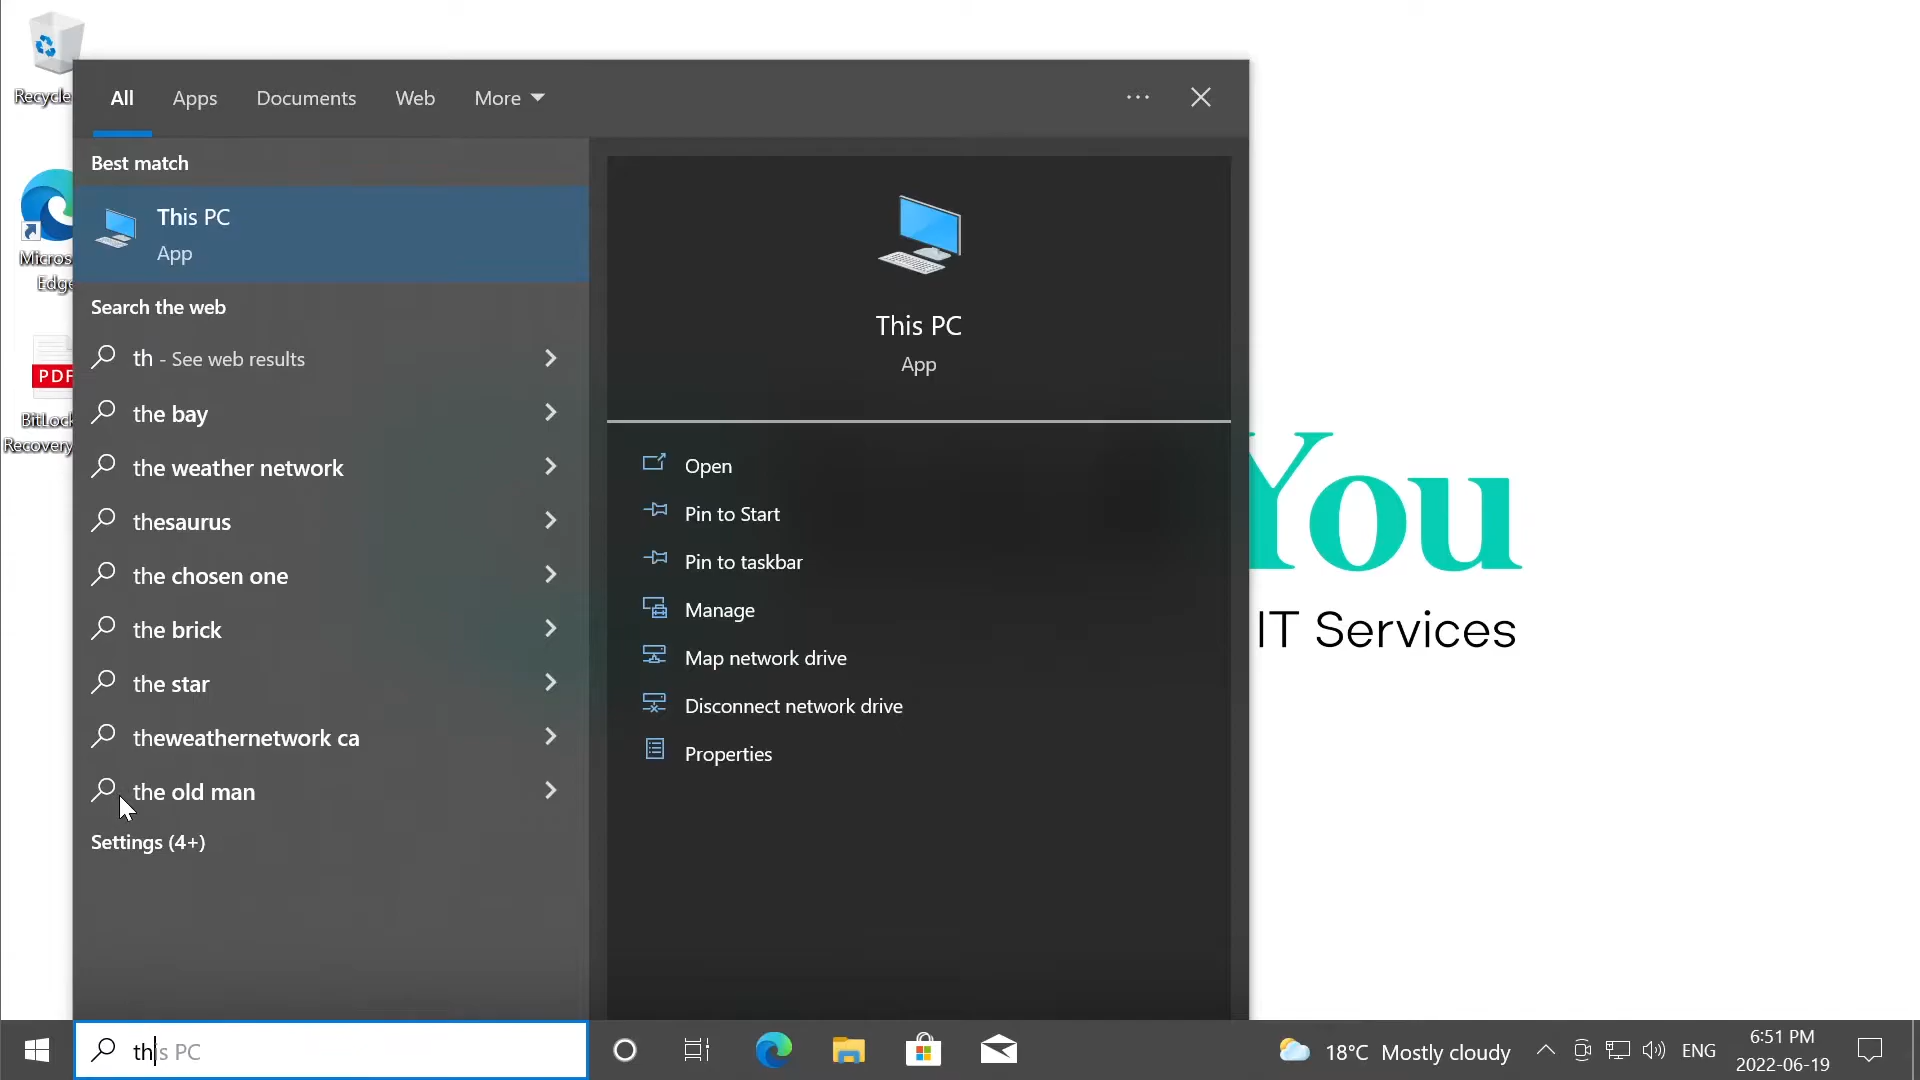 Recycle
Micros
Edge
PDF
BitLock
Recovery
All
Apps
Documents
Web
More
Best match
This PC
App
Search the web
th - See web results
the bay
the weather network
thesaurus
the chosen one
the brick
the star
theweathernetwork ca
the old man
Settings (4+)
This PC
App
Open
Pin to Start
Pin to taskbar
Manage
Map network drive
Disconnect network drive
Properties
You
IT Services
this PC
18°C Mostly cloudy
ENG
6:51 PM
2022-06-19